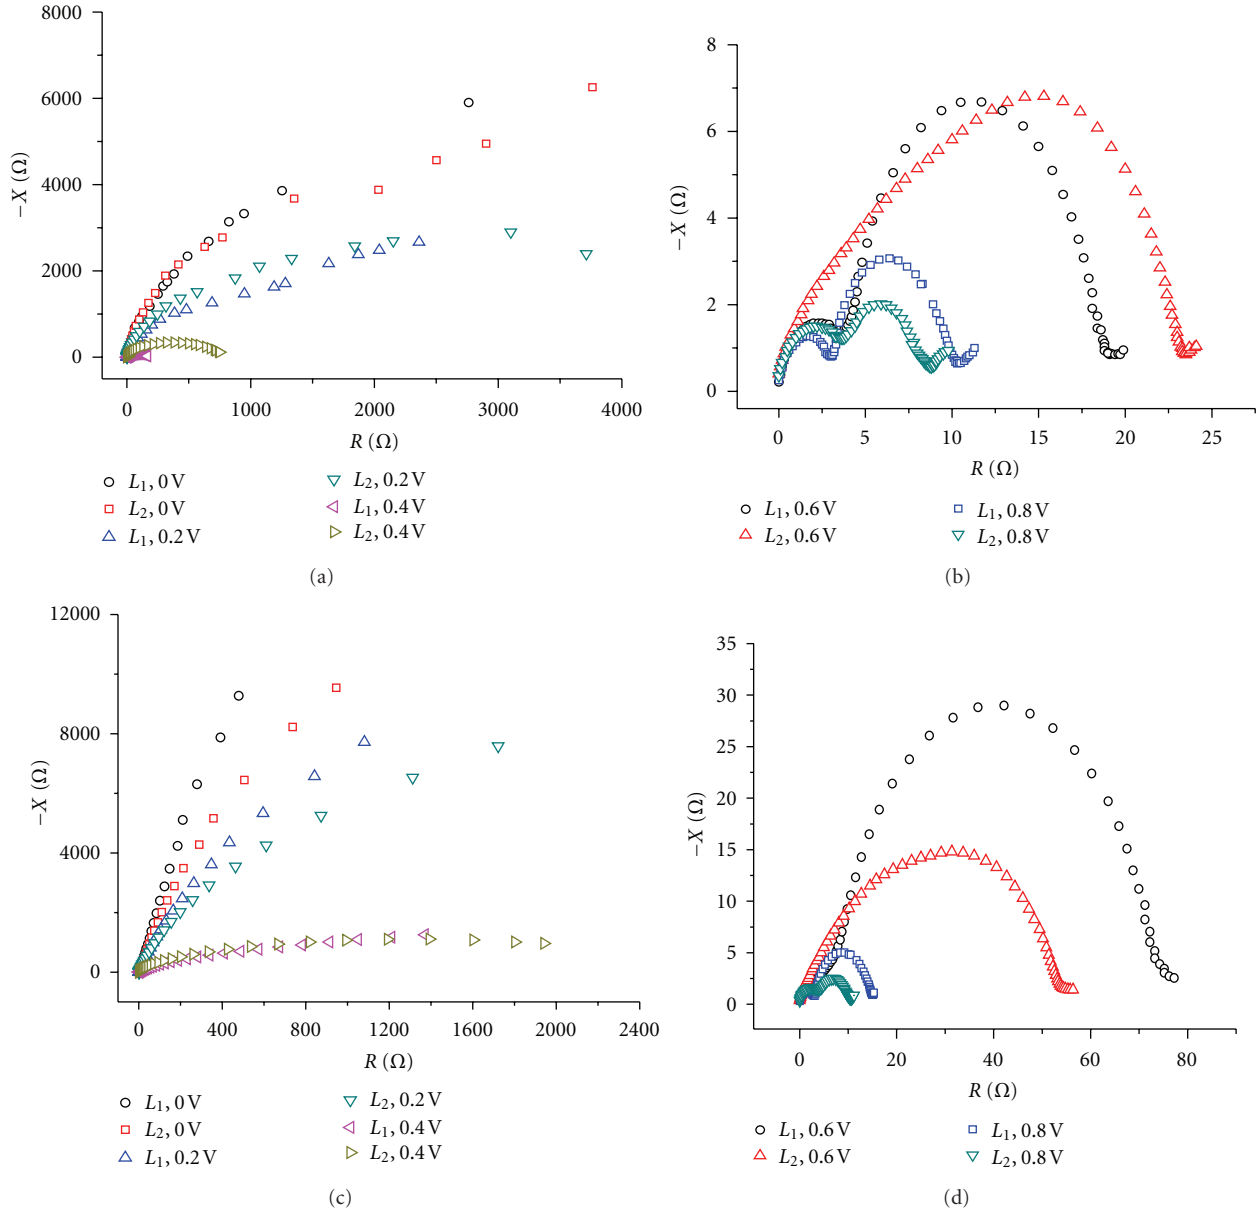 8000
6000
4000
2000
0
−X (Ω)
0 1000 2000 3000 4000
R (Ω)
L1, 0 V
L2, 0 V
L1, 0.2 V
L2, 0.2 V
L1, 0.4 V
L2, 0.4 V
(a)
8
6
4
2
0
−X (Ω)
0 5 10 15 20 25
R (Ω)
L1, 0.6 V
L2, 0.6 V
L1, 0.8 V
L2, 0.8 V
(b)
12000
8000
4000
0
−X (Ω)
0 400 800 1200 1600 2000 2400
R (Ω)
L1, 0 V
L2, 0 V
L1, 0.2 V
L2, 0.2 V
L1, 0.4 V
L2, 0.4 V
(c)
35
30
25
20
15
10
5
0
−X (Ω)
0 20 40 60 80
R (Ω)
L1, 0.6 V
L2, 0.6 V
L1, 0.8 V
L2, 0.8 V
(d)